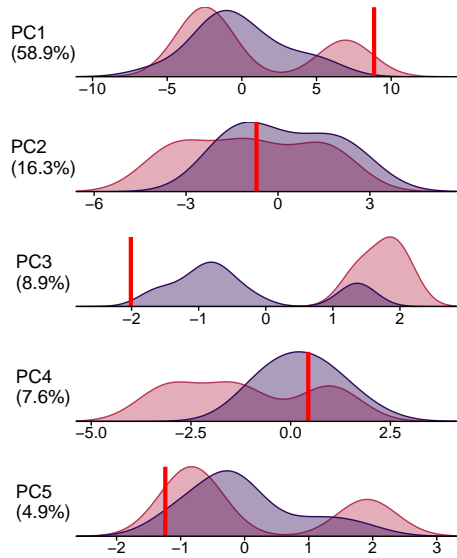 PC1
(58.9%)
−10 −5 0 5 10
PC2
(16.3%)
−6 −3 0 3
PC3
(8.9%)
−2 −1 0 1 2
PC4
(7.6%)
−5.0 −2.5 0.0 2.5
PC5
(4.9%)
−2 −1 0 1 2 3